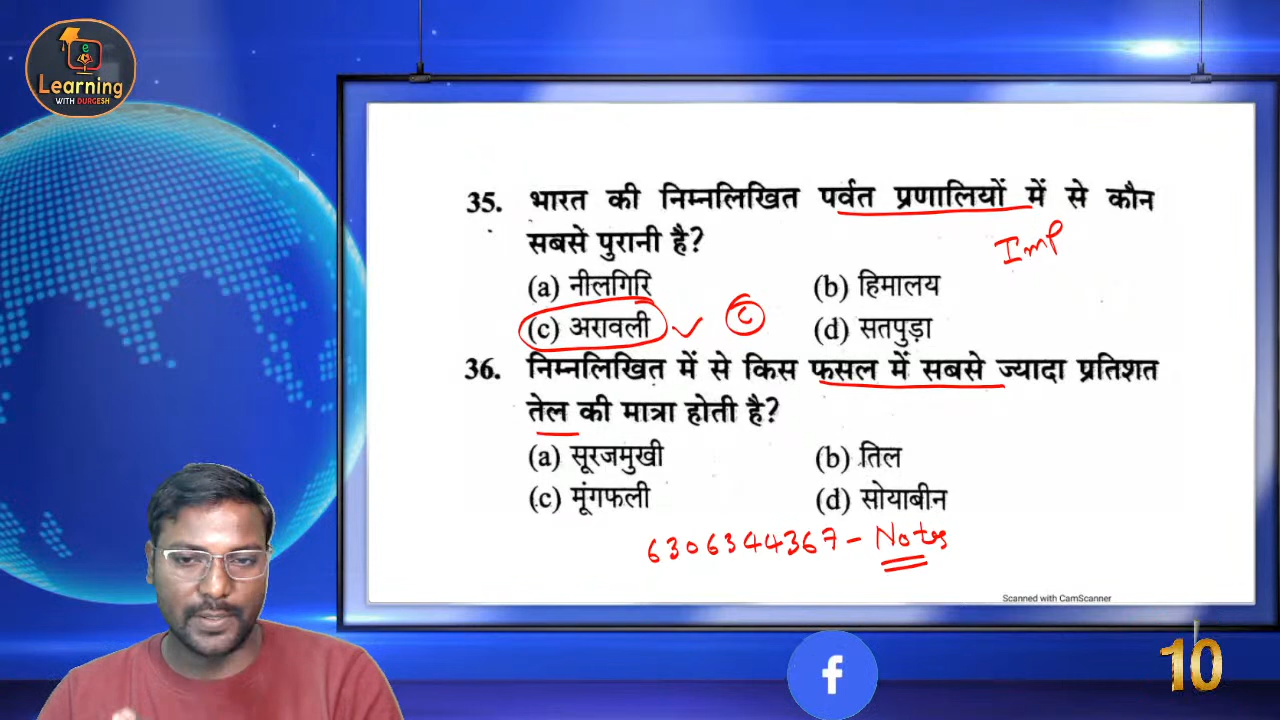 e
Learning
WITH DURGESH
35. भारत की निम्नलिखित पर्वत प्रणालियों में से कौन
सबसे पुरानी है?
Imp
(a) नीलगिरि (b) हिमालय
(c) अरावली (c) (d) सतपुड़ा
36. निम्नलिखित में से किस फसल में सबसे ज्यादा प्रतिशत
तेल की मात्रा होती है?
(a) सूरजमुखी (b) तिल
(c) मूंगफली (d) सोयाबीन
6306344367 - Notes
Scanned with CamScanner
f
10